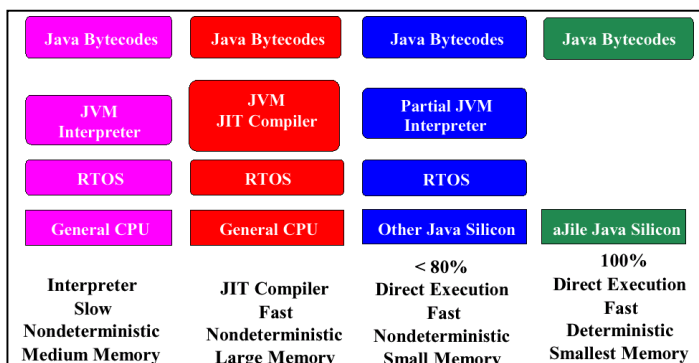 Java Bytecodes
JVM
Interpreter
RTOS
General CPU
Interpreter
Slow
Nondeterministic
Medium Memory
Java Bytecodes
JVM
JIT Compiler
RTOS
General CPU
JIT Compiler
Fast
Nondeterministic
Large Memory
Java Bytecodes
Partial JVM
Interpreter
RTOS
Other Java Silicon
< 80%
Direct Execution
Fast
Nondeterministic
Small Memory
Java Bytecodes
aJile Java Silicon
100%
Direct Execution
Fast
Deterministic
Smallest Memory